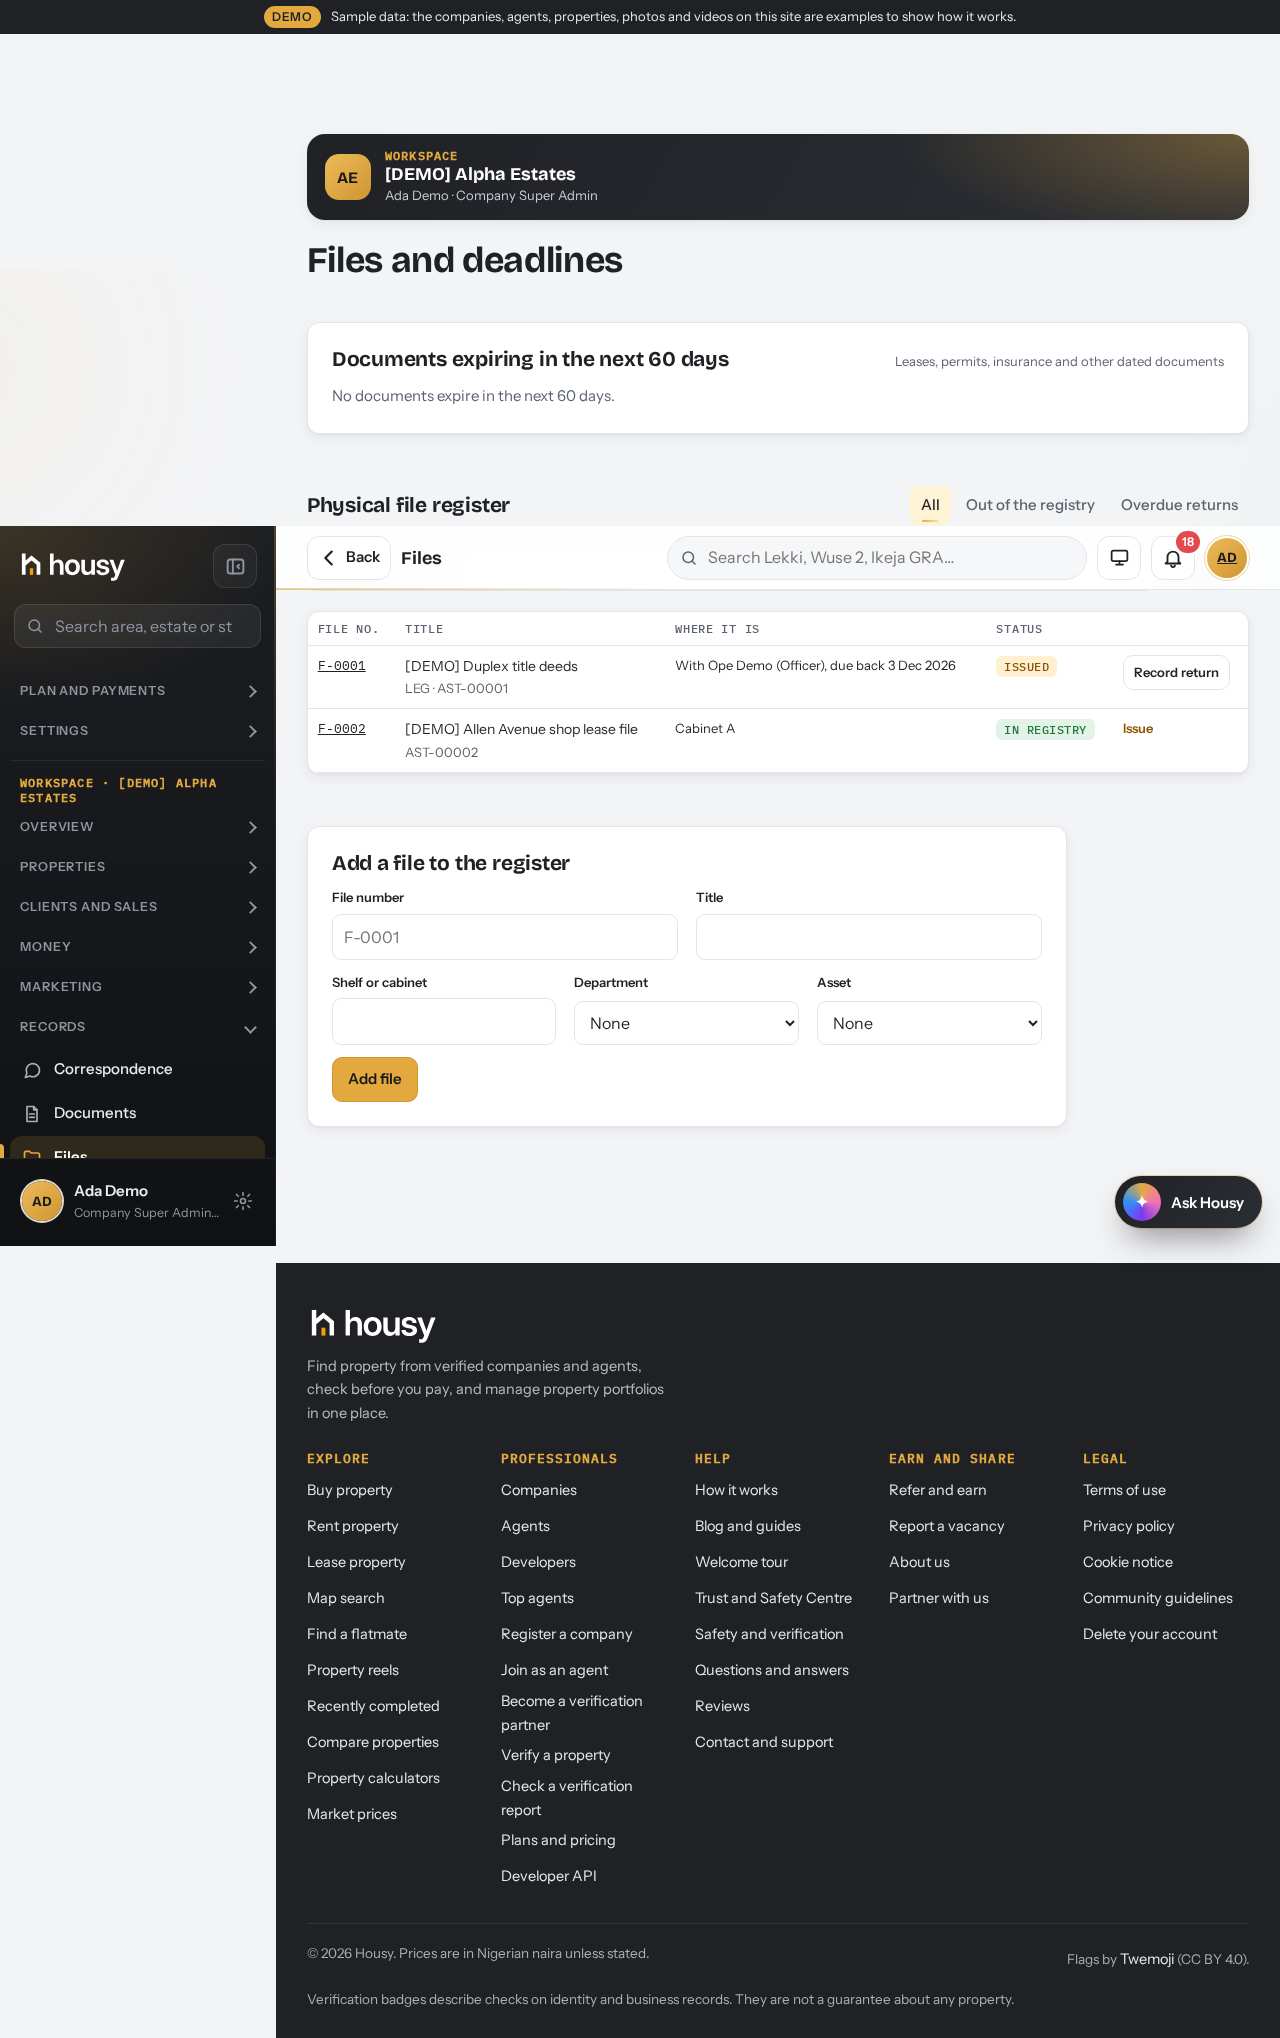 DEMO Sample data: the companies, agents, properties, photos and videos on this site are examples to show how it works.
AE
WORKSPACE
[DEMO] Alpha Estates
Ada Demo · Company Super Admin
Files and deadlines
Documents expiring in the next 60 days
Leases, permits, insurance and other dated documents
No documents expire in the next 60 days.
Physical file register
All Out of the registry Overdue returns
housy
Search area, estate or st
PLAN AND PAYMENTS
SETTINGS
WORKSPACE · [DEMO] ALPHA
ESTATES
OVERVIEW
PROPERTIES
CLIENTS AND SALES
MONEY
MARKETING
RECORDS
Correspondence
Documents
Files
AD
Ada Demo
Company Super Admin...
Back Files
Search Lekki, Wuse 2, Ikeja GRA...
18
AD
FILE NO. TITLE WHERE IT IS STATUS
F-0001 [DEMO] Duplex title deeds With Ope Demo (Officer), due back 3 Dec 2026 ISSUED Record return
LEG · AST-00001
F-0002 [DEMO] Allen Avenue shop lease file Cabinet A IN REGISTRY Issue
AST-00002
Add a file to the register
File number Title
F-0001
Shelf or cabinet Department Asset
None None
Add file
Ask Housy
housy
Find property from verified companies and agents,
check before you pay, and manage property portfolios
in one place.
EXPLORE
Buy property
Rent property
Lease property
Map search
Find a flatmate
Property reels
Recently completed
Compare properties
Property calculators
Market prices
PROFESSIONALS
Companies
Agents
Developers
Top agents
Register a company
Join as an agent
Become a verification
partner
Verify a property
Check a verification
report
Plans and pricing
Developer API
HELP
How it works
Blog and guides
Welcome tour
Trust and Safety Centre
Safety and verification
Questions and answers
Reviews
Contact and support
EARN AND SHARE
Refer and earn
Report a vacancy
About us
Partner with us
LEGAL
Terms of use
Privacy policy
Cookie notice
Community guidelines
Delete your account
© 2026 Housy. Prices are in Nigerian naira unless stated.
Flags by Twemoji (CC BY 4.0).
Verification badges describe checks on identity and business records. They are not a guarantee about any property.